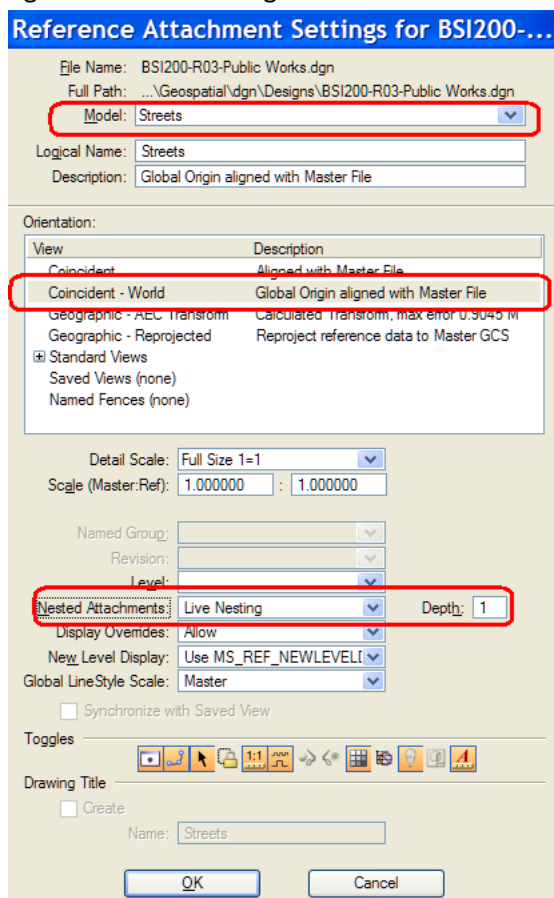 Reference Attachment Settings for BSI200-...
File Name: BSI200-R03-Public Works.dgn
Full Path: ...\Geospatial\dgn\Designs\BSI200-R03-Public Works.dgn
Model: Streets
Logical Name: Streets
Description: Global Origin aligned with Master File
Orientation:
View Description
Coincident Aligned with Master File
Coincident - World Global Origin aligned with Master File
Geographic - AEC Transform Calculated Transform, max error 0.9045 M
Geographic - Reprojected Reproject reference data to Master GCS
Standard Views
Saved Views (none)
Named Fences (none)
Detail Scale: Full Size 1=1
Scale (Master:Ref): 1.000000 : 1.000000
Named Group:
Revision:
Level:
Nested Attachments: Live Nesting Depth: 1
Display Overrides: Allow
New Level Display: Use MS_REF_NEWLEVEL
Global LineStyle Scale: Master
Synchronize with Saved View
Toggles
1:1 A
Drawing Title
Create
Name: Streets
OK Cancel